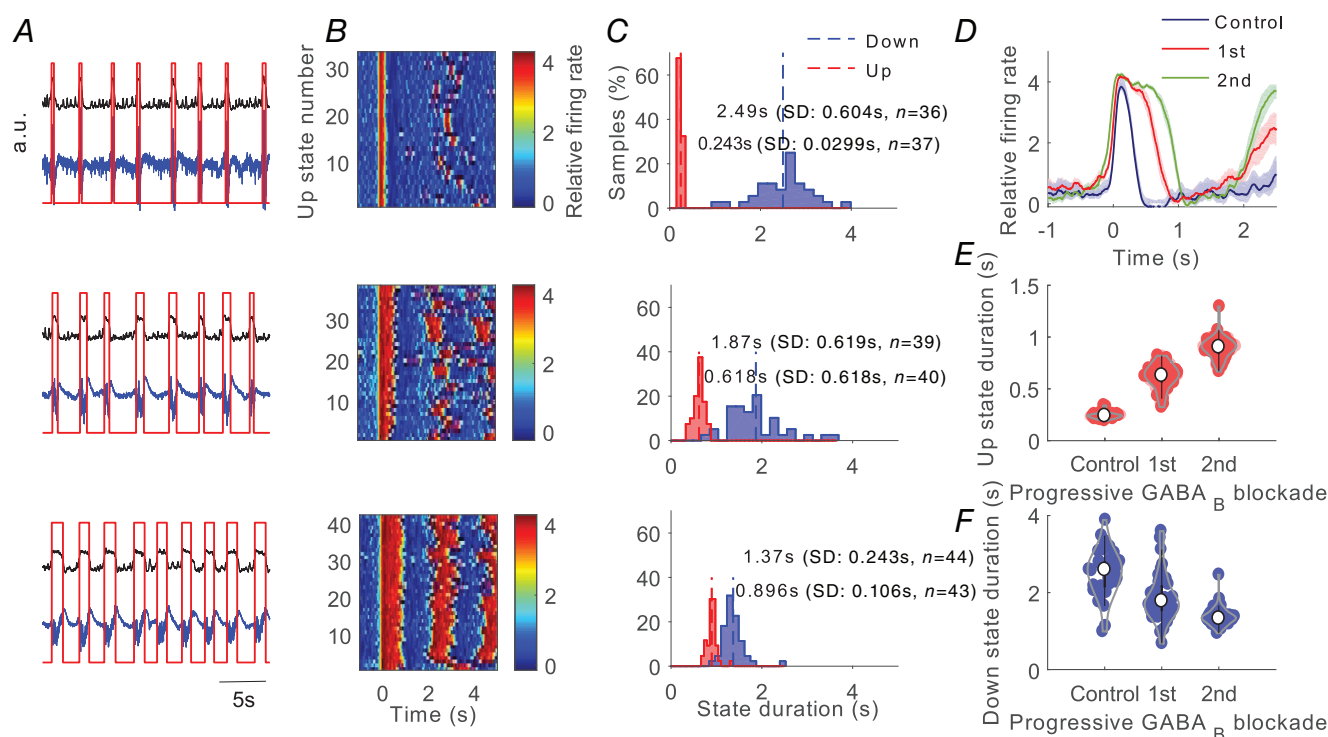 A
a.u.
5s
B
Up state number
30
20
10
4
2
0
Relative firing rate
30
20
10
4
2
0
40
30
20
10
4
2
0
0 2 4
Time (s)
C
Down
Up
Samples (%)
60
40
20
0
2.49s (SD: 0.604s, n=36)
0.243s (SD: 0.0299s, n=37)
0 2 4
60
40
20
0
1.87s (SD: 0.619s, n=39)
0.618s (SD: 0.618s, n=40)
0 2 4
60
40
20
0
1.37s (SD: 0.243s, n=44)
0.896s (SD: 0.106s, n=43)
0 2 4
State duration (s)
D
Control
1st
2nd
Relative firing rate
4
2
0
-1 0 1 2
Time (s)
E
Up state duration (s)
1.5
1
0.5
0
Control 1st 2nd
Progressive GABA B blockade
F
Down state duration (s)
4
2
0
Control 1st 2nd
Progressive GABA B blockade